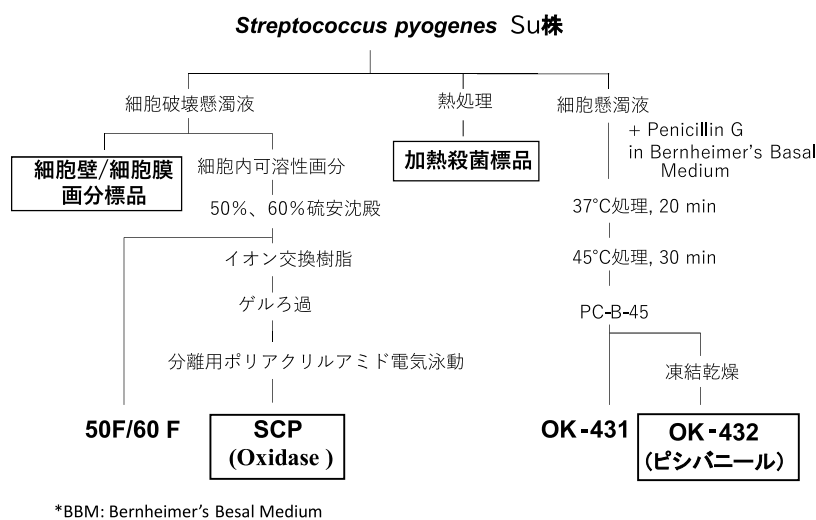 Streptococcus pyogenes Su株
細胞破壊懸濁液
熱処理
細胞懸濁液
+ Penicillin G
in Bernheimer's Basal
Medium
細胞壁/細胞膜
画分標品
細胞内可溶性画分
加熱殺菌標品
50%、60%硫安沈殿
37°C処理, 20 min
イオン交換樹脂
45°C処理, 30 min
ゲルろ過
PC-B-45
分離用ポリアクリルアミド電気泳動
凍結乾燥
50F/60 F
SCP
(Oxidase )
OK-431
OK-432
(ピシバニール)
*BBM: Bernheimer's Besal Medium